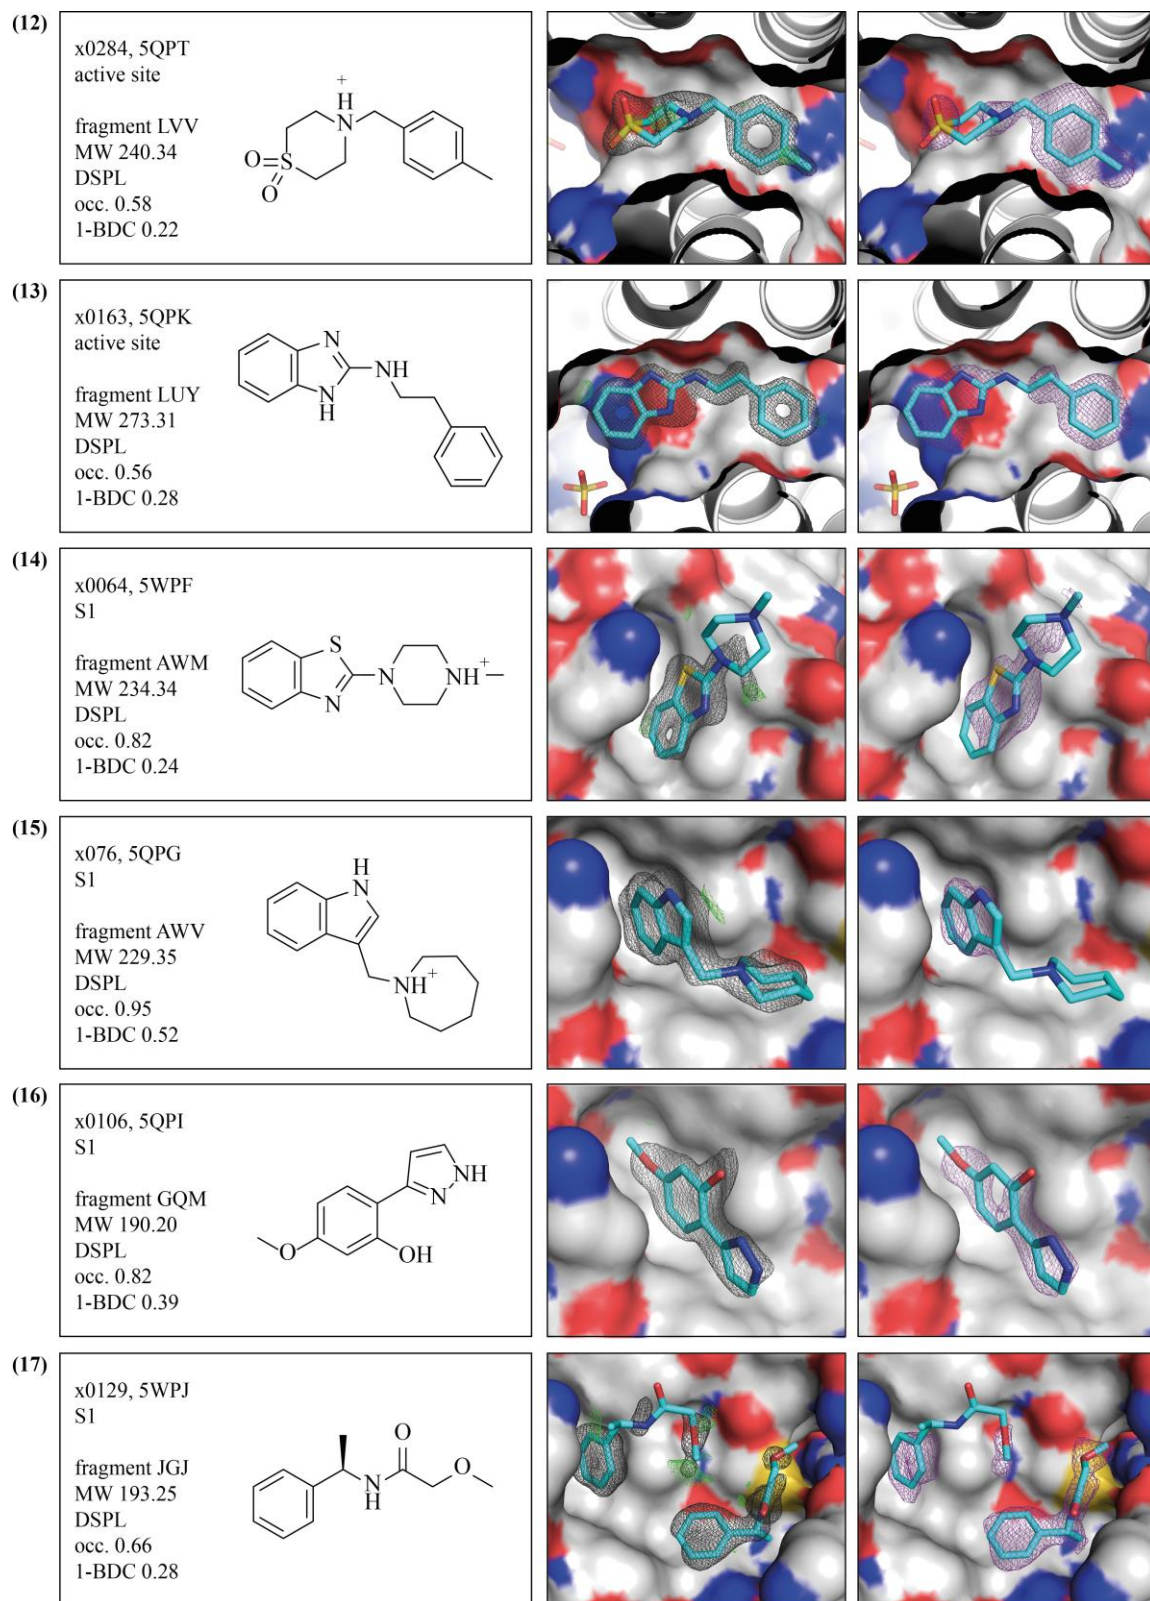 (12)
x0284, 5QPT
active site
fragment LVV
MW 240.34
DSPL
occ. 0.58
1-BDC 0.22
+
H
N
O
S
O
(13)
x0163, 5QPK
active site
fragment LUY
MW 273.31
DSPL
occ. 0.56
1-BDC 0.28
N
NH
N
H
(14)
x0064, 5WPF
S1
fragment AWM
MW 234.34
DSPL
occ. 0.82
1-BDC 0.24
S
N
N
NH
+
(15)
x076, 5QPG
S1
fragment AWV
MW 229.35
DSPL
occ. 0.95
1-BDC 0.52
H
N
NH
+
(16)
x0106, 5QPI
S1
fragment GQM
MW 190.20
DSPL
occ. 0.82
1-BDC 0.39
NH
N
O
OH
(17)
x0129, 5WPJ
S1
fragment JGJ
MW 193.25
DSPL
occ. 0.66
1-BDC 0.28
O
N
H
O